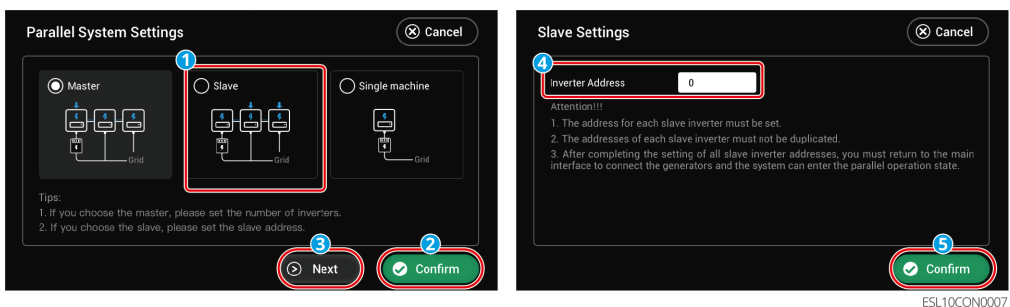 Parallel System Settings
Cancel
1
Master
Slave
Single machine
Grid
Grid
Grid
Tips:
1. If you choose the master, please set the number of inverters.
2. If you choose the slave, please set the slave address.
3
2
Next
Confirm
Slave Settings
Cancel
4
Inverter Address
0
Attention!!!
1. The address for each slave inverter must be set.
2. The addresses of each slave inverter must not be duplicated.
3. After completing the setting of all slave inverter addresses, you must return to the main
interface to connect the generators and the system can enter the parallel operation state.
5
Confirm
ESL10CON0007